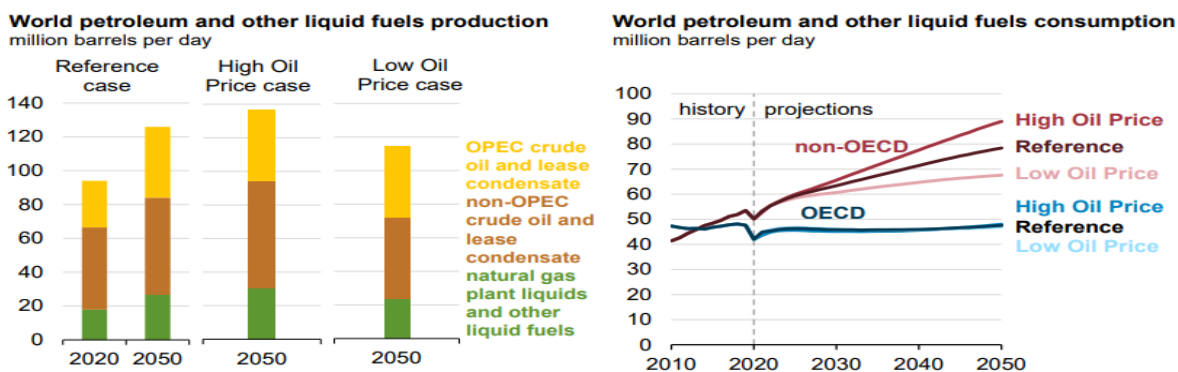 World petroleum and other liquid fuels production
million barrels per day
Reference case
High Oil Price case
Low Oil Price case
140
120
100
80
60
40
20
0
2020
2050
2050
2050
OPEC crude
oil and lease
condensate
non-OPEC
crude oil and
lease
condensate
natural gas
plant liquids
and other
liquid fuels
World petroleum and other liquid fuels consumption
million barrels per day
100
90
80
70
60
50
40
30
20
10
0
history
projections
non-OECD
OECD
High Oil Price
Reference
Low Oil Price
High Oil Price
Reference
Low Oil Price
2010
2020
2030
2040
2050